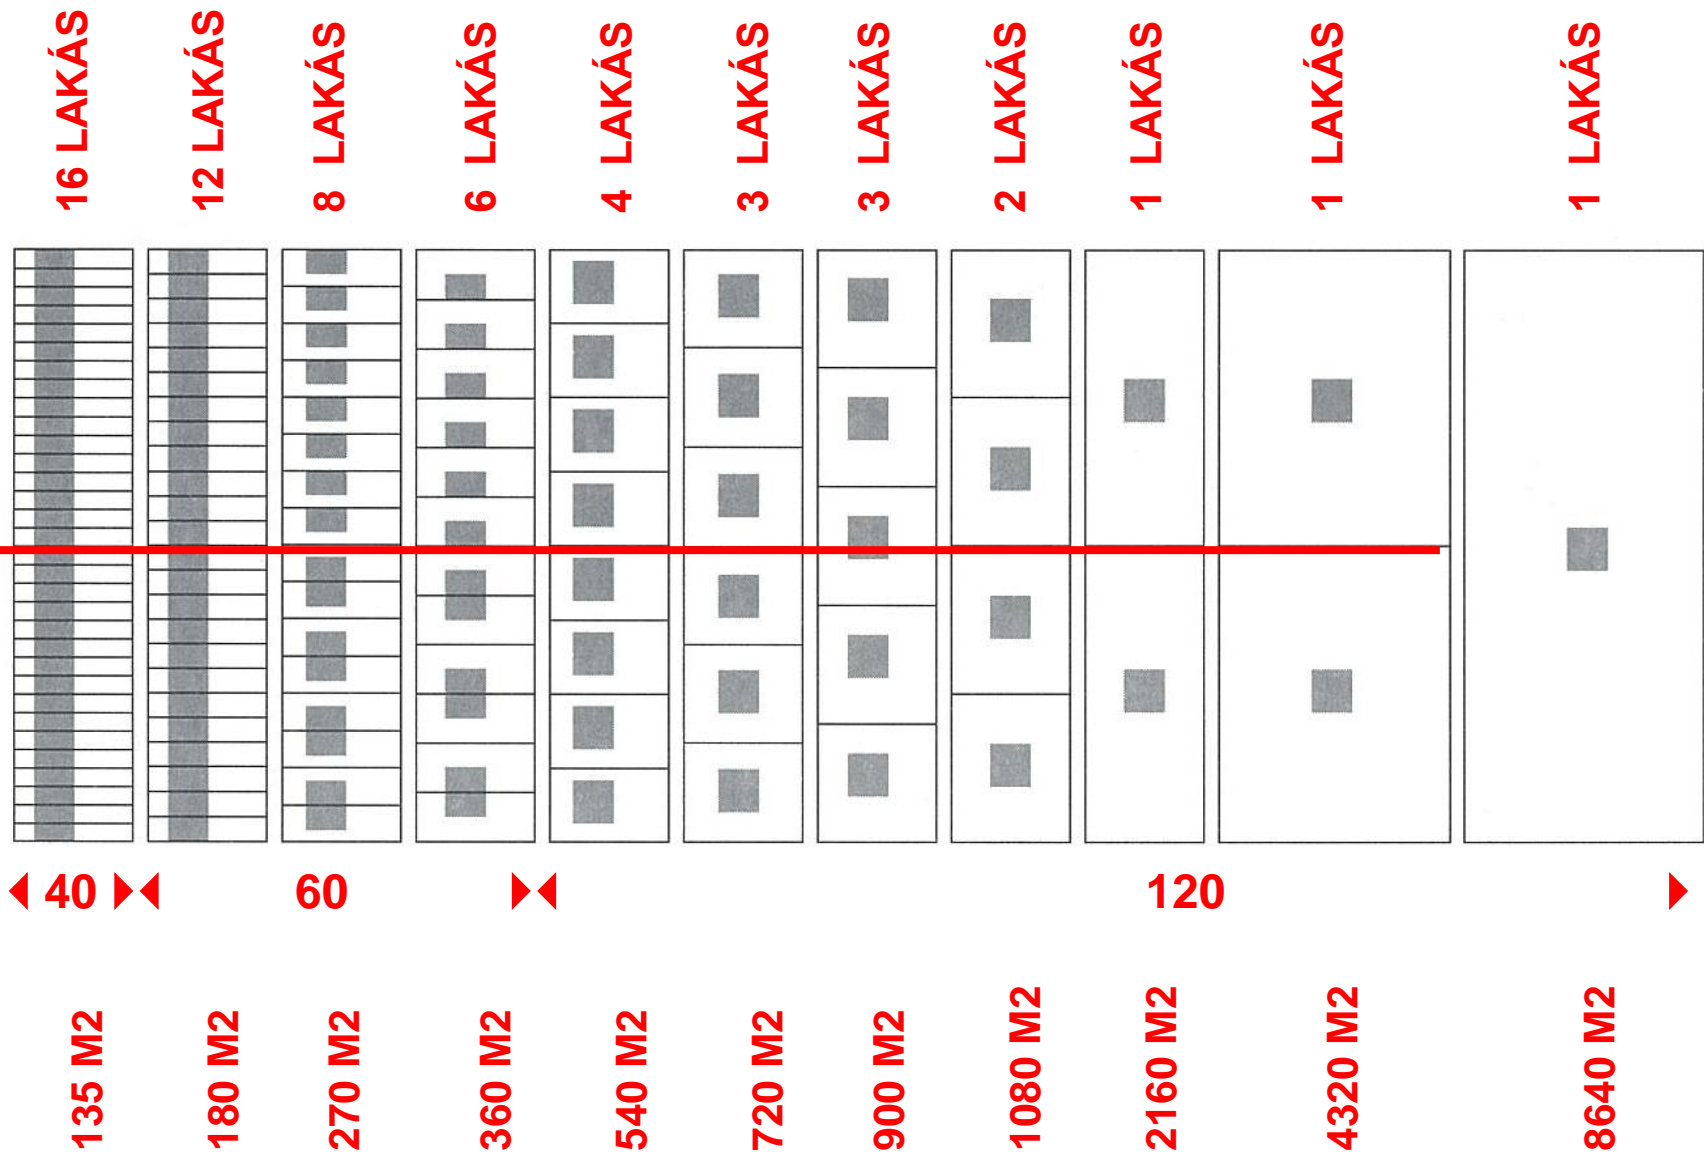 16 LAKÁS
12 LAKÁS
8 LAKÁS
6 LAKÁS
4 LAKÁS
3 LAKÁS
3 LAKÁS
2 LAKÁS
1 LAKÁS
1 LAKÁS
1 LAKÁS
40
60
120
135 M2
180 M2
270 M2
360 M2
540 M2
720 M2
900 M2
1080 M2
2160 M2
4320 M2
8640 M2